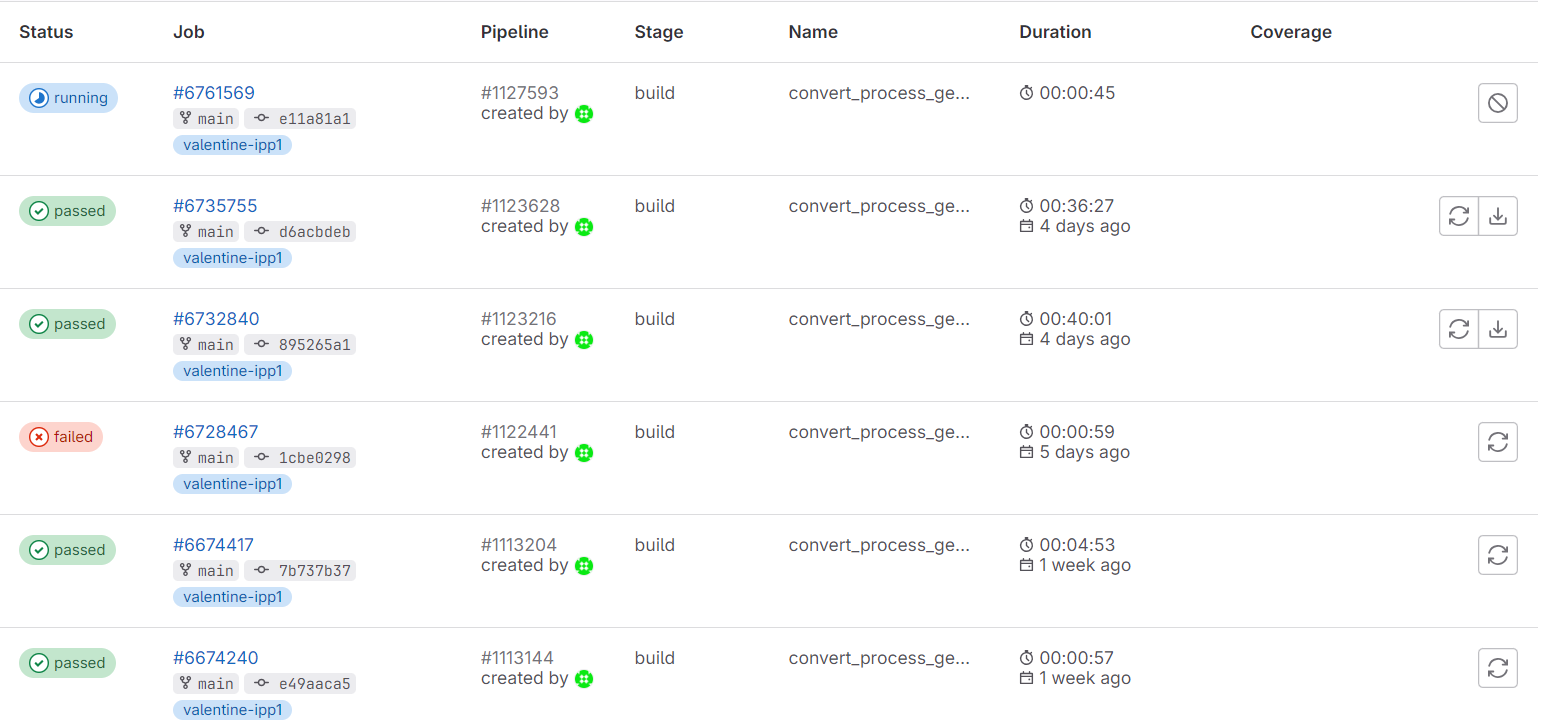 Status Job Pipeline Stage Name Duration Coverage
running #6761569 #1127593 build convert_process_ge... 00:00:45
main e11a81a1 created by
valentine-ipp1
passed #6735755 #1123628 build convert_process_ge... 00:36:27
main d6acbdeb created by 4 days ago
valentine-ipp1
passed #6732840 #1123216 build convert_process_ge... 00:40:01
main 895265a1 created by 4 days ago
valentine-ipp1
failed #6728467 #1122441 build convert_process_ge... 00:00:59
main 1cbe0298 created by 5 days ago
valentine-ipp1
passed #6674417 #1113204 build convert_process_ge... 00:04:53
main 7b737b37 created by 1 week ago
valentine-ipp1
passed #6674240 #1113144 build convert_process_ge... 00:00:57
main e49aaca5 created by 1 week ago
valentine-ipp1